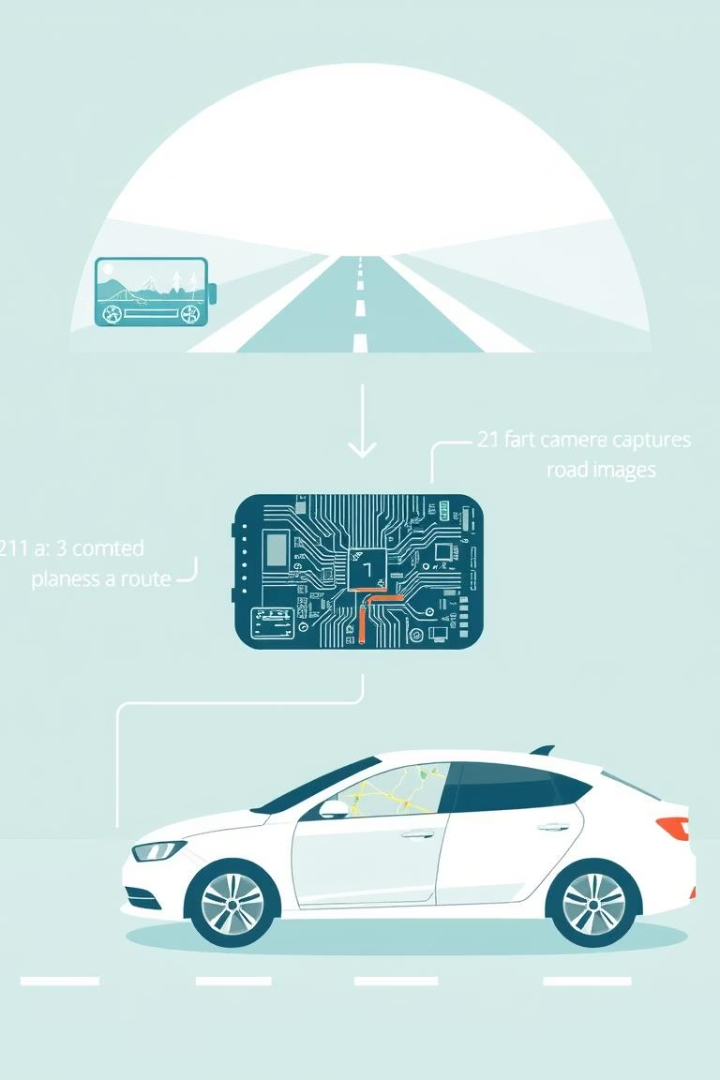 21 fart camere captures
road images
211 a: 3 comted
planess a route